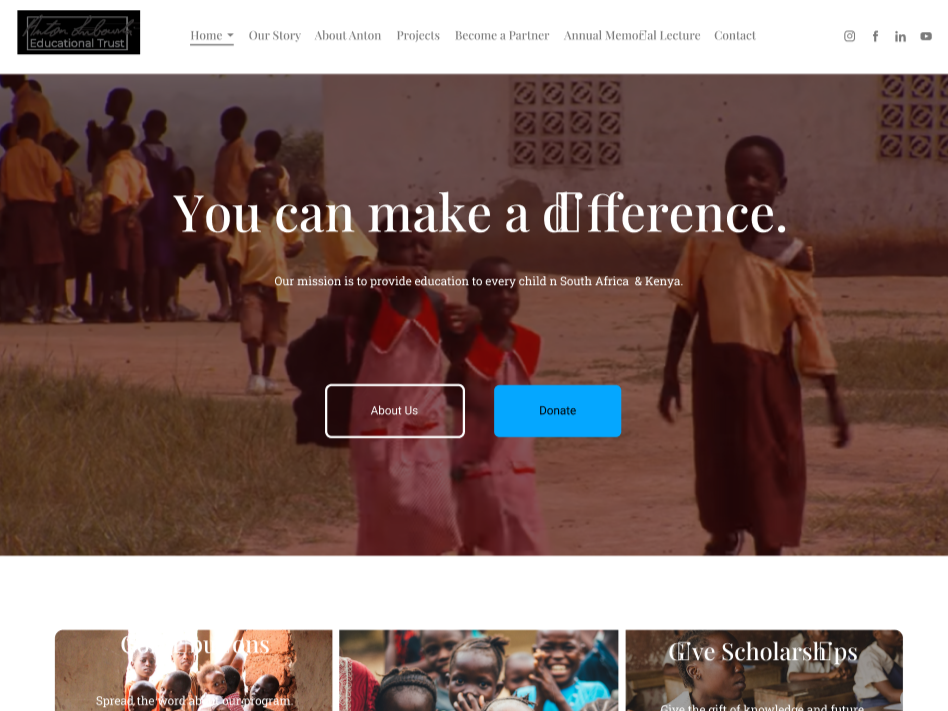 Anton Lubowski
Educational Trust
Home Our Story About Anton Projects Become a Partner Annual Memorial Lecture Contact
You can make a difference.
Our mission is to provide education to every child n South Africa & Kenya.
About Us Donate
Give Scholarships
Spread the word about our program.
Give the gift of knowledge and future